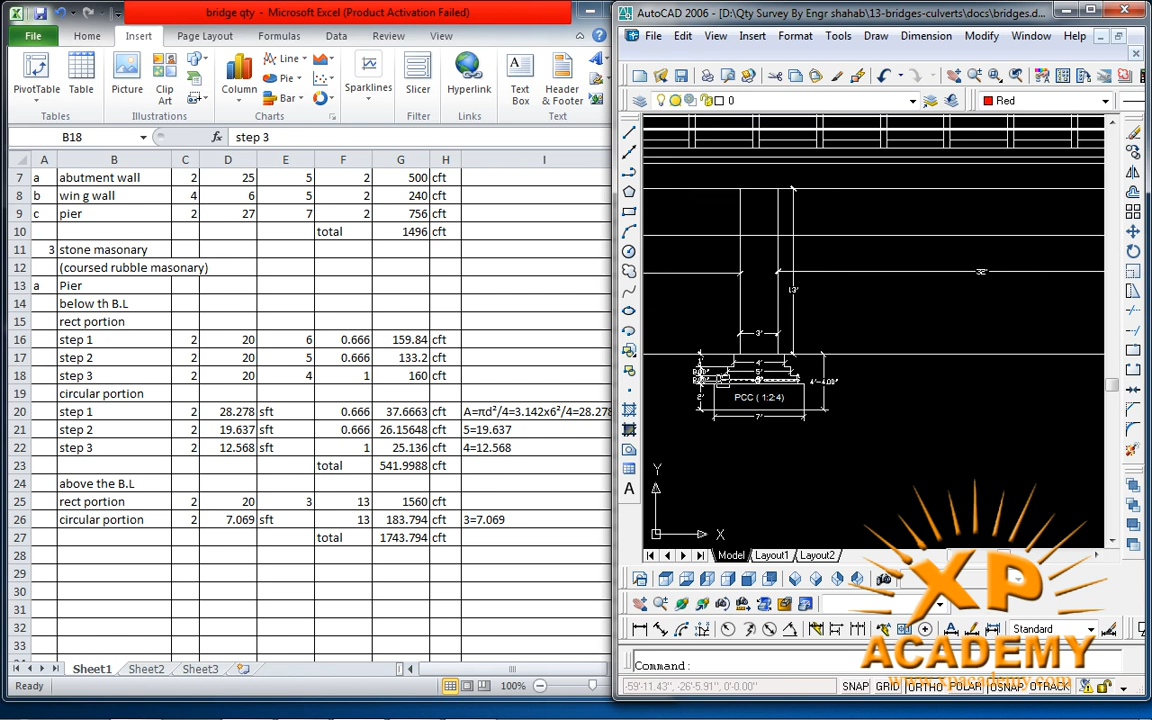 bridge qty - Microsoft Excel (Product Activation Failed)
File Home Insert Page Layout Formulas Data Review View
PivotTable Table Picture Clip Art Line Pie Bar Column Sparklines Slicer Hyperlink Text Box Header & Footer
Tables Illustrations Charts Filter Links Text
B18 fx step 3
A B C D E F G H I
7 a abutment wall 2 25 5 2 500 cft
8 b win g wall 4 6 5 2 240 cft
9 c pier 2 27 7 2 756 cft
10 total 1496 cft
11 3 stone masonary
12 (coursed rubble masonary)
13 a Pier
14 below th B.L
15 rect portion
16 step 1 2 20 6 0.666 159.84 cft
17 step 2 2 20 5 0.666 133.2 cft
18 step 3 2 20 4 1 160 cft
19 circular portion
20 step 1 2 28.278 sft 0.666 37.6663 cft A=πd²/4=3.142x6²/4=28.278
21 step 2 2 19.637 sft 0.666 26.15648 cft 5=19.637
22 step 3 2 12.568 sft 1 25.136 cft 4=12.568
23 total 541.9988 cft
24 above the B.L
25 rect portion 2 20 3 13 1560 cft
26 circular portion 2 7.069 sft 13 183.794 cft 3=7.069
27 total 1743.794 cft
28
29
30
31
32
33
Sheet1 Sheet2 Sheet3
Ready 100%
AutoCAD 2006 - [D:\Qty Survey By Engr shahab\13-bridges-culverts\docs\bridges.d...
File Edit View Insert Format Tools Draw Dimension Modify Window Help
0 Red
13'
3'
4'
5'
2'
PCC ( 1:2:4)
7'
Y
X
Model Layout1 Layout2
Standard
Command:
-59'-11.43", -26'-5.91", 0'-0.00" SNAP GRID ORTHO POLAR OSNAP OTRACK
XP
ACADEMY
www.xpacademy.com